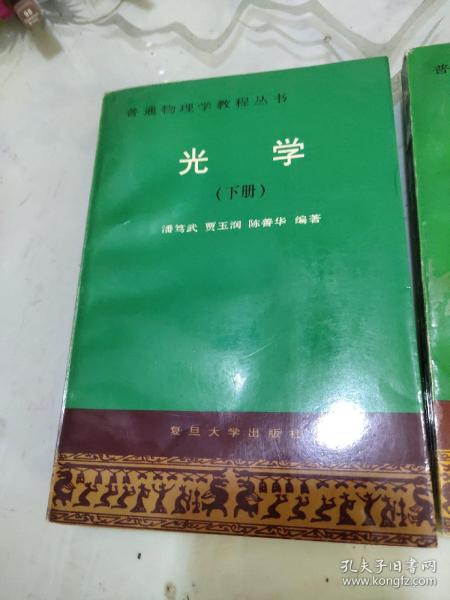 普通物理学教程丛书
光学
（下册）
潘笃武 贾玉润 陈善华 编著
复旦大学出版社
普
孔夫子旧书网
www.kongfz.com